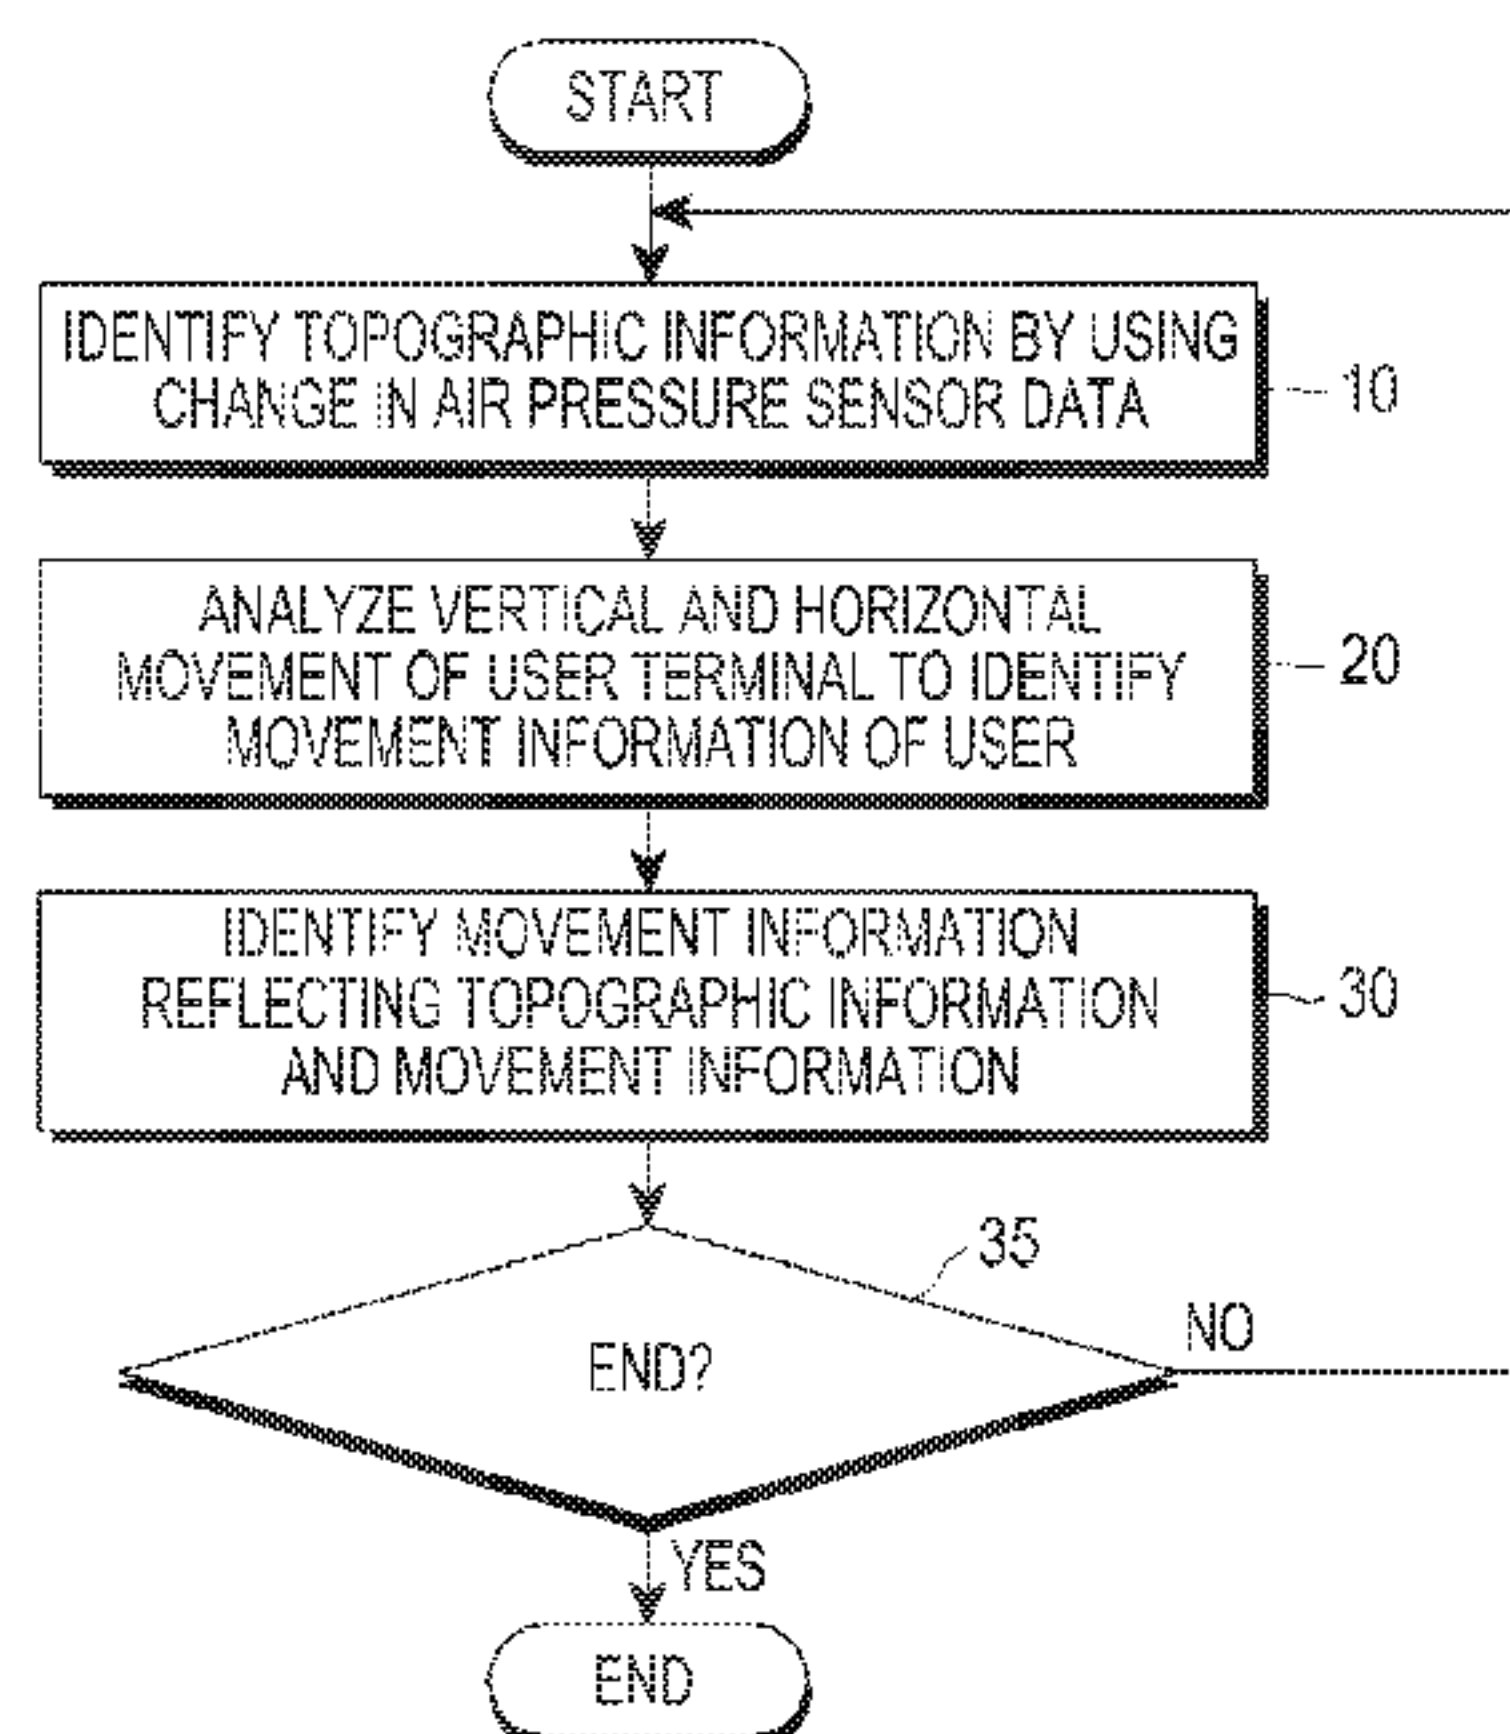 START
IDENTIFY TOPOGRAPHIC INFORMATION BY USING
CHANGE IN AIR PRESSURE SENSOR DATA
10
ANALYZE VERTICAL AND HORIZONTAL
MOVEMENT OF USER TERMINAL TO IDENTIFY
MOVEMENT INFORMATION OF USER
20
IDENTIFY MOVEMENT INFORMATION
REFLECTING TOPOGRAPHIC INFORMATION
AND MOVEMENT INFORMATION
30
35
END?
NO
YES
END